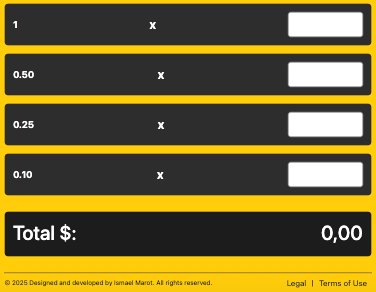 1 x
0.50 x
0.25 x
0.10 x
Total $: 0,00
© 2025 Designed and developed by Ismael Marot. All rights reserved. Legal | Terms of Use